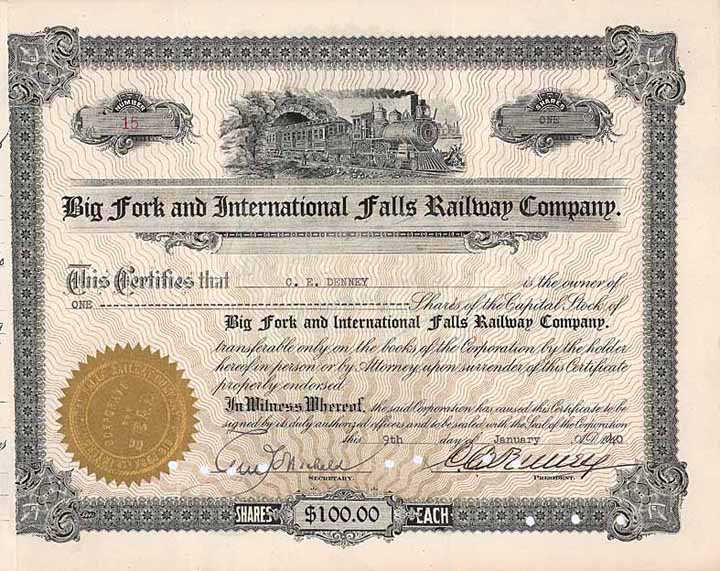 NUMBER
15
SHARES
ONE
Big Fork and International Falls Railway Company.
This Certifies that C. E. DENNEY is the owner of
ONE Shares of the Capital Stock of
Big Fork and International Falls Railway Company.
transferable only on the books of the Corporation by the holder
hereof in person or by Attorney upon surrender of this Certificate
properly endorsed.
In Witness Whereof, the said Corporation has caused this Certificate to be
signed by its duly authorized officers and to be sealed with the Seal of the Corporation
this 9th day of January A.D. 1940
SECRETARY. PRESIDENT.
SHARES $100.00 EACH